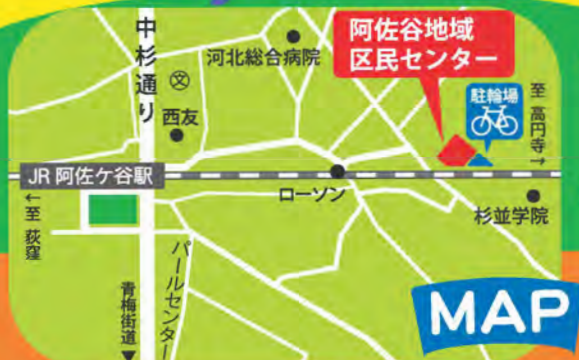 中杉通り
河北総合病院
阿佐谷地域
区民センター
文
西友
駐輪場
至 高円寺→
JR 阿佐ケ谷駅
ローソン
杉並学院
←至 荻窪
パールセンター
青梅街道▼
MAP